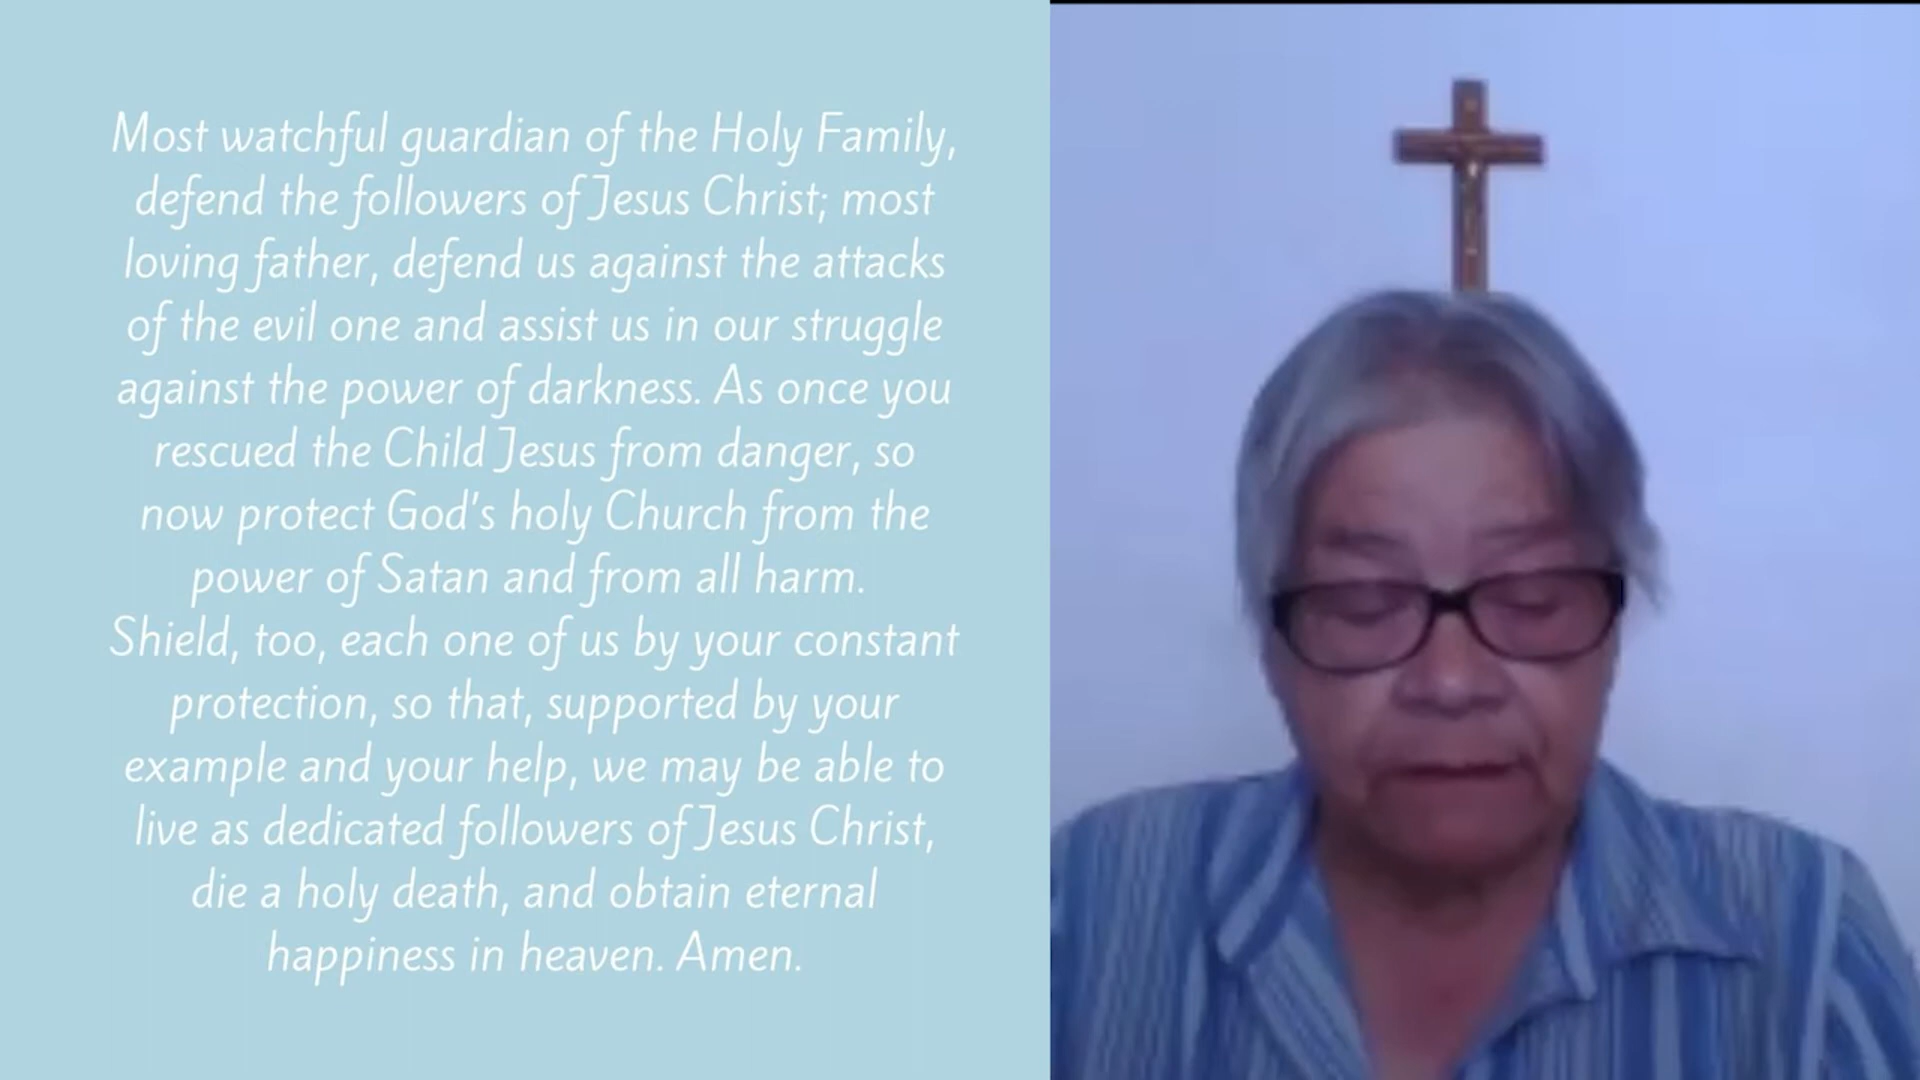 Most watchful guardian of the Holy Family,
defend the followers of Jesus Christ; most
loving father, defend us against the attacks
of the evil one and assist us in our struggle
against the power of darkness. As once you
rescued the Child Jesus from danger, so
now protect God's holy Church from the
power of Satan and from all harm.
Shield, too, each one of us by your constant
protection, so that, supported by your
example and your help, we may be able to
live as dedicated followers of Jesus Christ,
die a holy death, and obtain eternal
happiness in heaven. Amen.